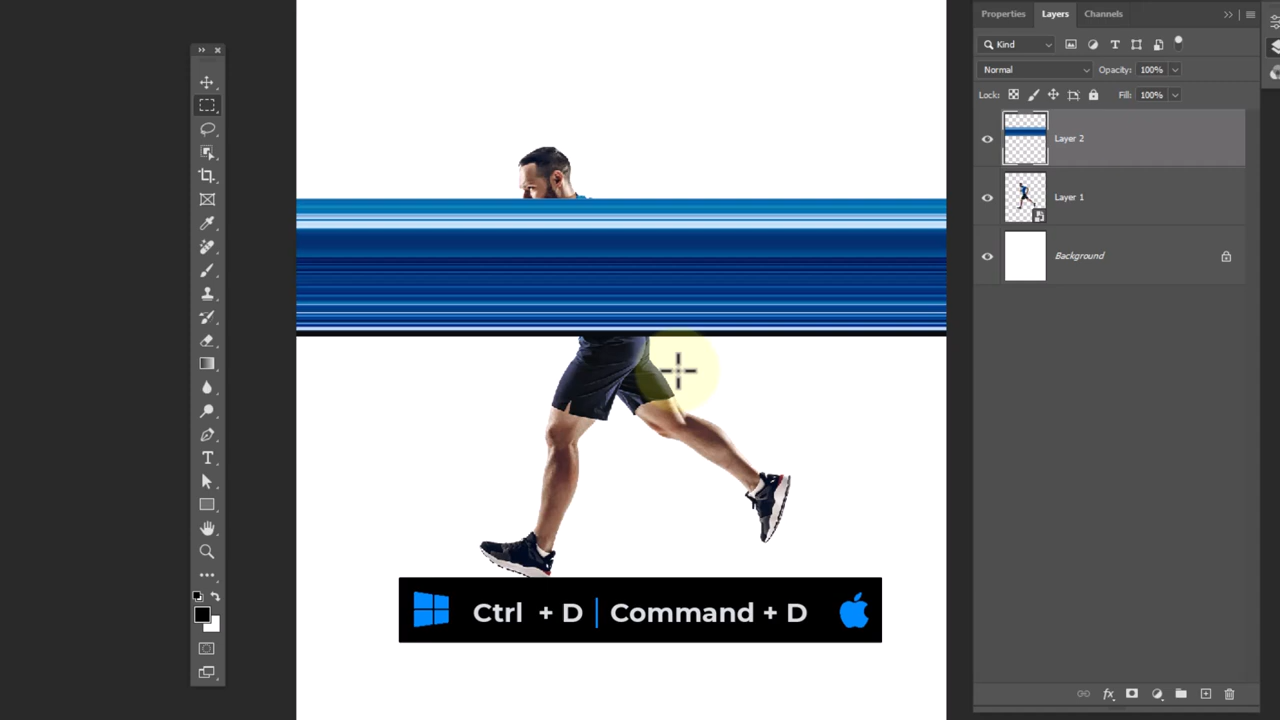 Properties Layers Channels
Kind
Normal Opacity: 100%
Lock: Fill: 100%
Layer 2
Layer 1
Background
T
Ctrl + D | Command + D